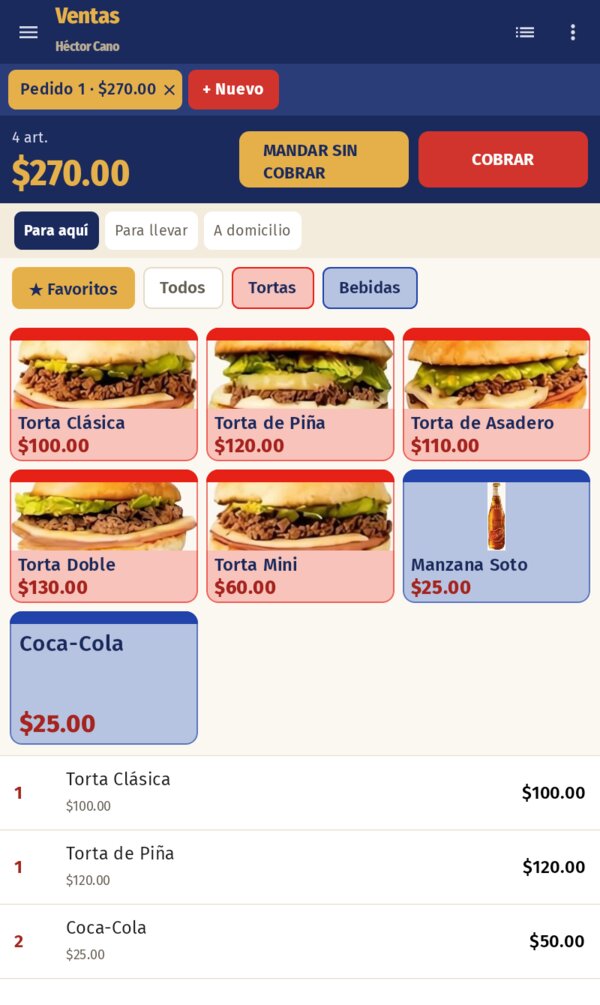 Ventas
Héctor Cano
Pedido 1 · $270.00 ×
+ Nuevo
4 art.
$270.00
MANDAR SIN
COBRAR
COBRAR
Para aquí
Para llevar
A domicilio
★ Favoritos
Todos
Tortas
Bebidas
Torta Clásica
$100.00
Torta de Piña
$120.00
Torta de Asadero
$110.00
Torta Doble
$130.00
Torta Mini
$60.00
Manzana Soto
$25.00
Coca-Cola
$25.00
1 Torta Clásica $100.00
$100.00
1 Torta de Piña $120.00
$120.00
2 Coca-Cola $50.00
$25.00